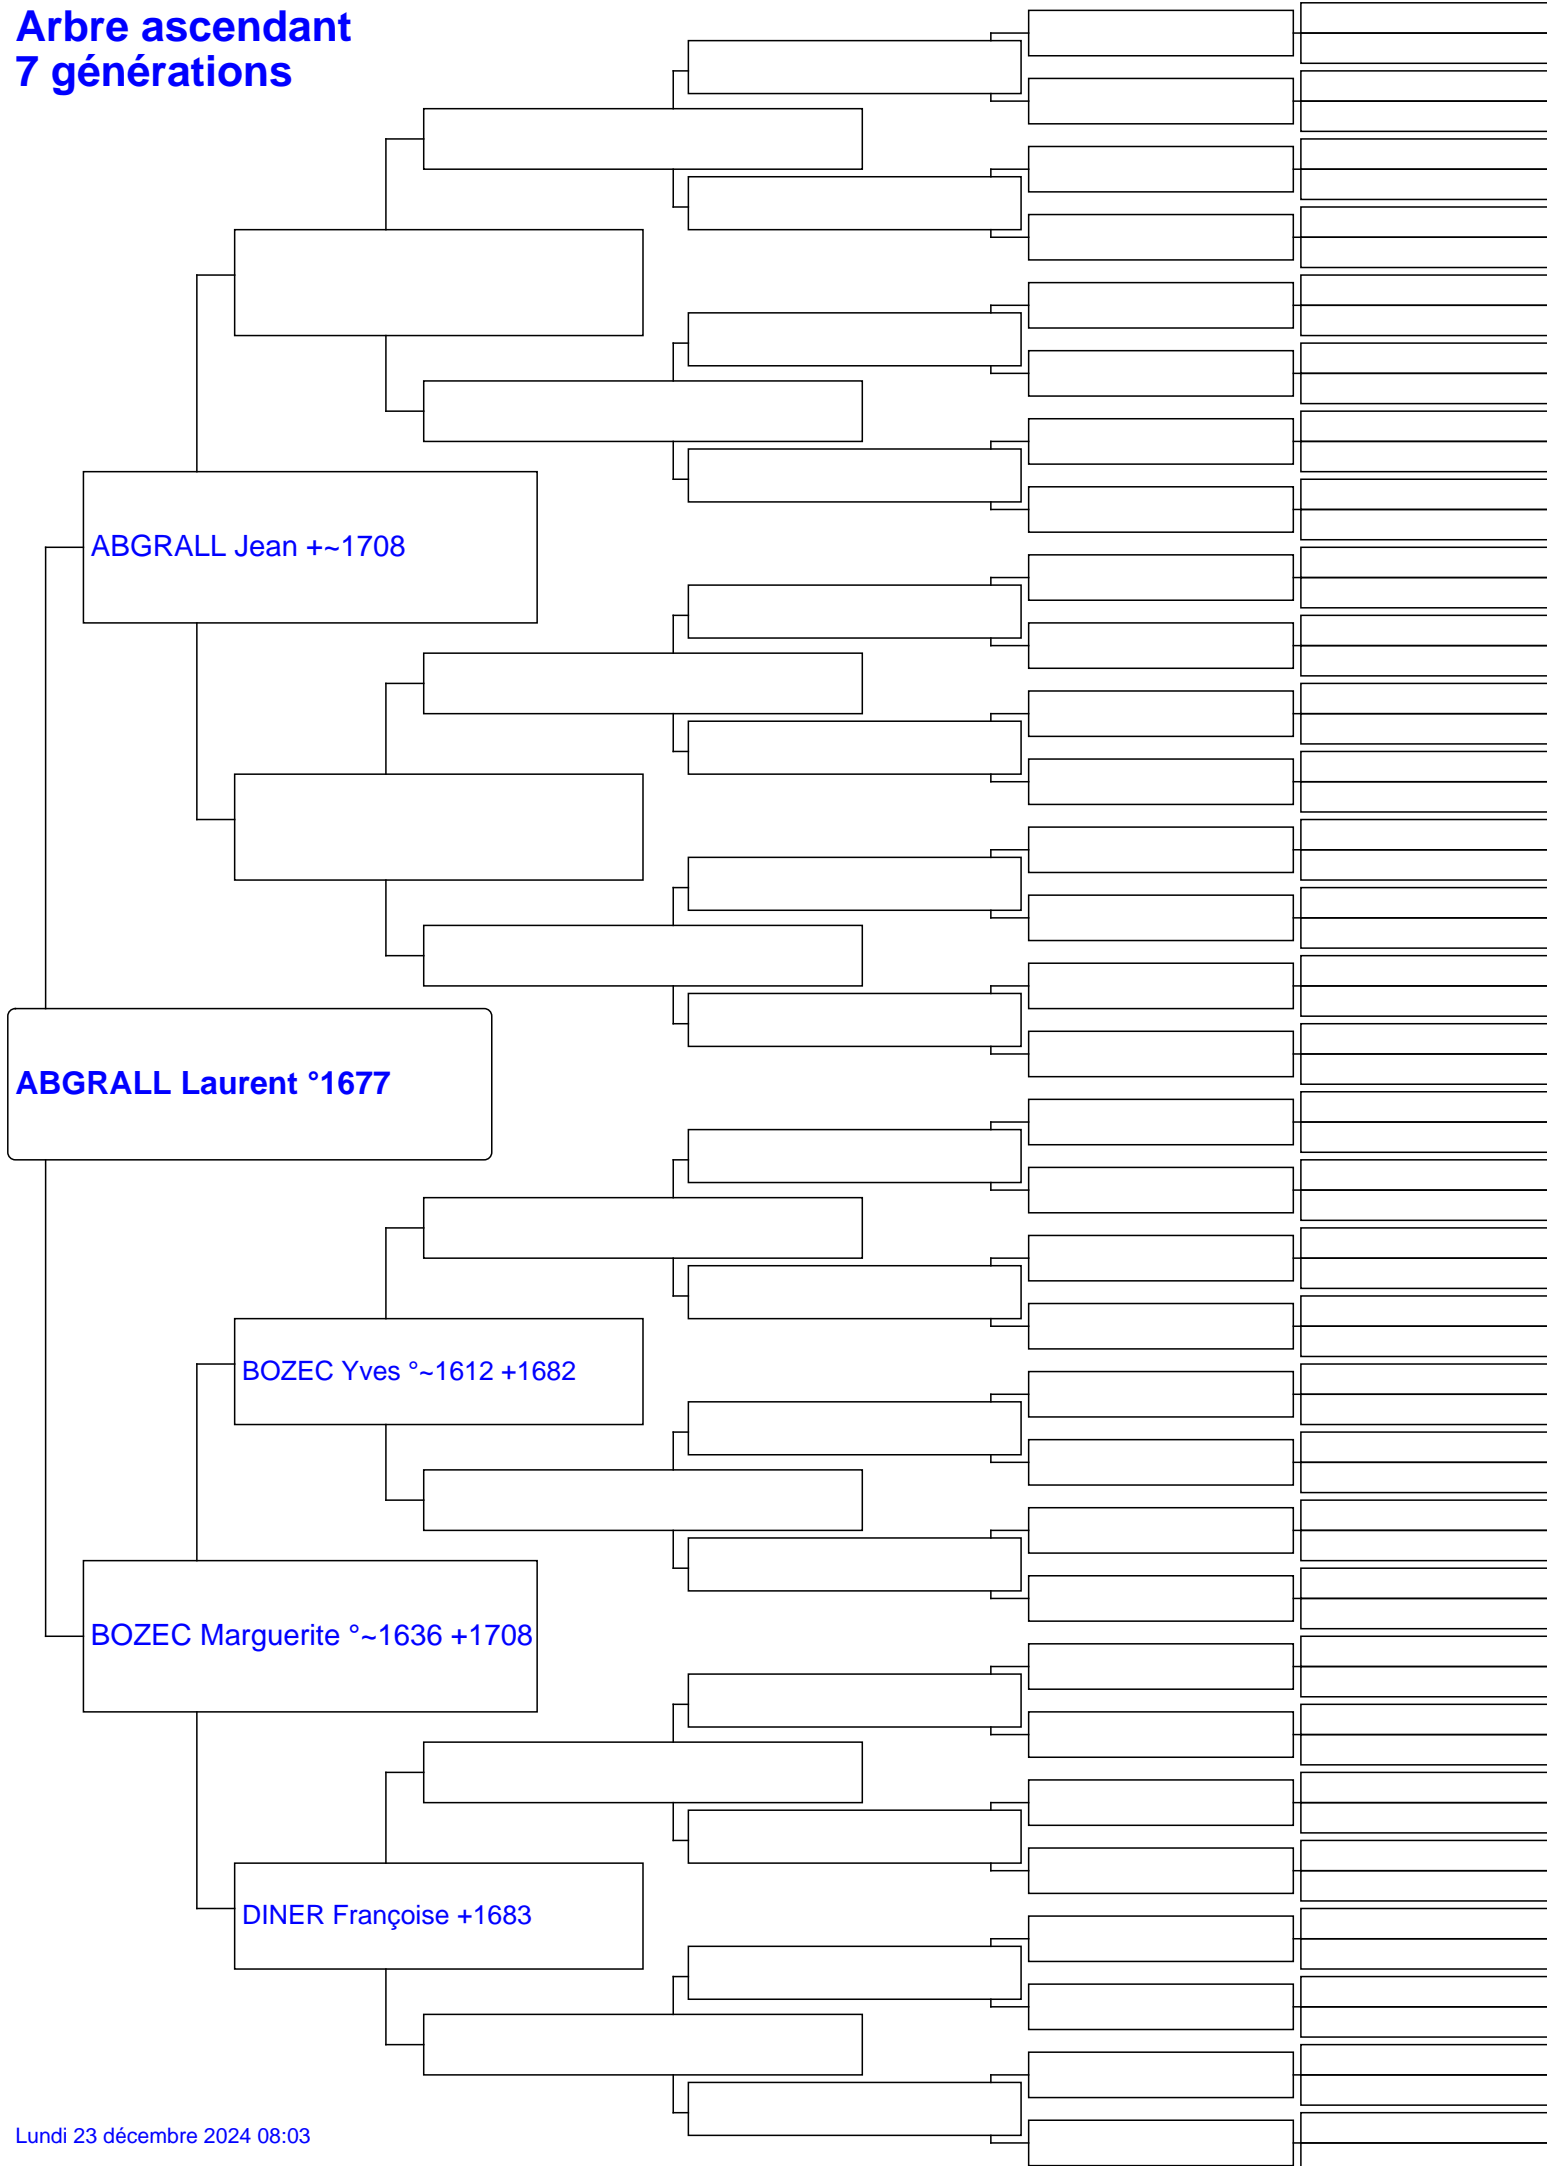 Arbre ascendant
7 générations
ABGRALL Jean +~1708
ABGRALL Laurent °1677
BOZEC Yves °~1612 +1682
BOZEC Marguerite °~1636 +1708
DINER Françoise +1683
Lundi 23 décembre 2024 08:03